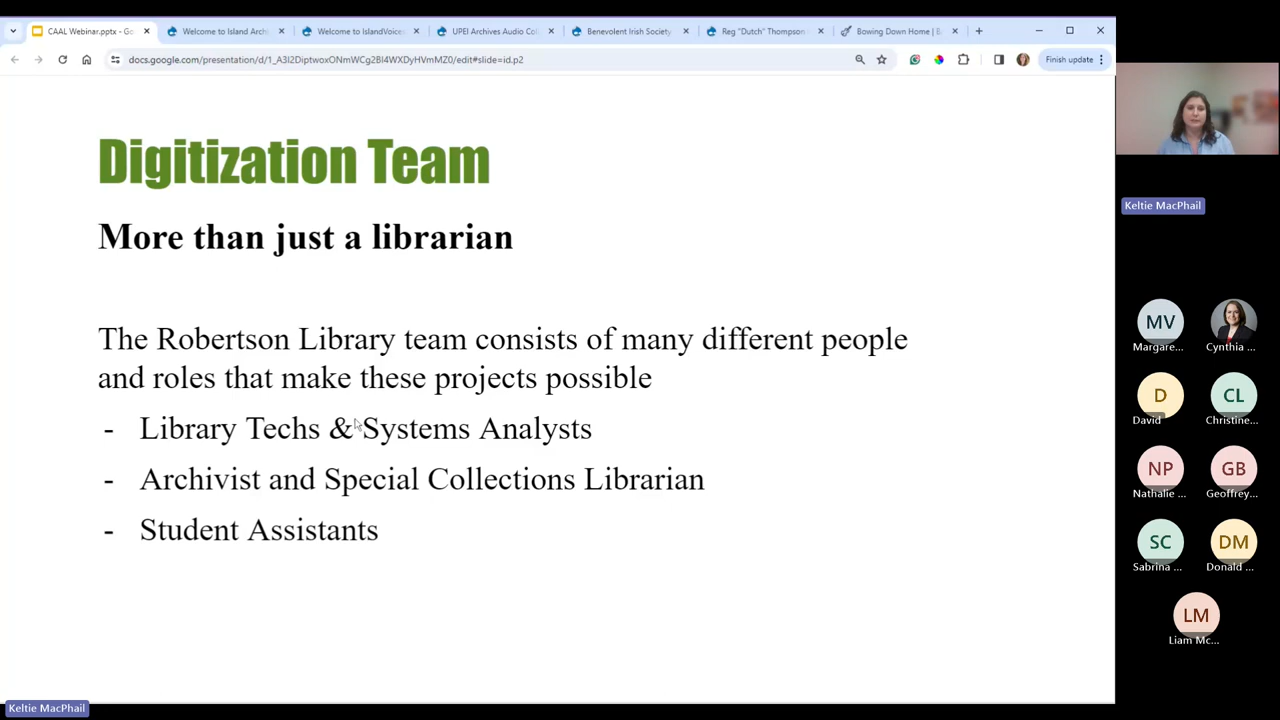 CAAL Webinar.pptx - Go
Welcome to Island Arch
Welcome to IslandVoices
UPEI Archives Audio Col
Benevolent Irish Society
Reg "Dutch" Thompson
Bowing Down Home | B
docs.google.com/presentation/d/1_A3l2DiptwoxONmWCg2Bl4WXDyHVmMZ0/edit#slide=id.p2
Finish update
Digitization Team
More than just a librarian
The Robertson Library team consists of many different people
and roles that make these projects possible
- Library Techs & Systems Analysts
- Archivist and Special Collections Librarian
- Student Assistants
Keltie MacPhail
Keltie MacPhail
MV
Margare...
Cynthia ...
D
David
CL
Christine...
NP
Nathalie ...
GB
Geoffrey...
SC
Sabrina ...
DM
Donald ...
LM
Liam Mc...